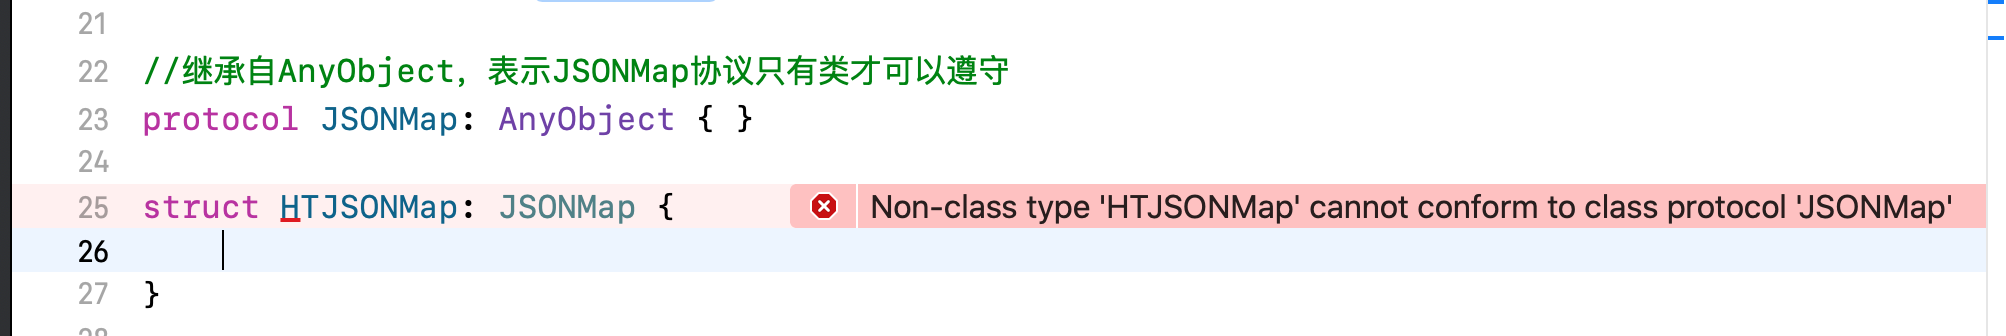 21
22 //继承自AnyObject，表示JSONMap协议只有类才可以遵守
23 protocol JSONMap: AnyObject { }
24
25 struct HTJSONMap: JSONMap { Non-class type 'HTJSONMap' cannot conform to class protocol 'JSONMap'
26
27 }
28